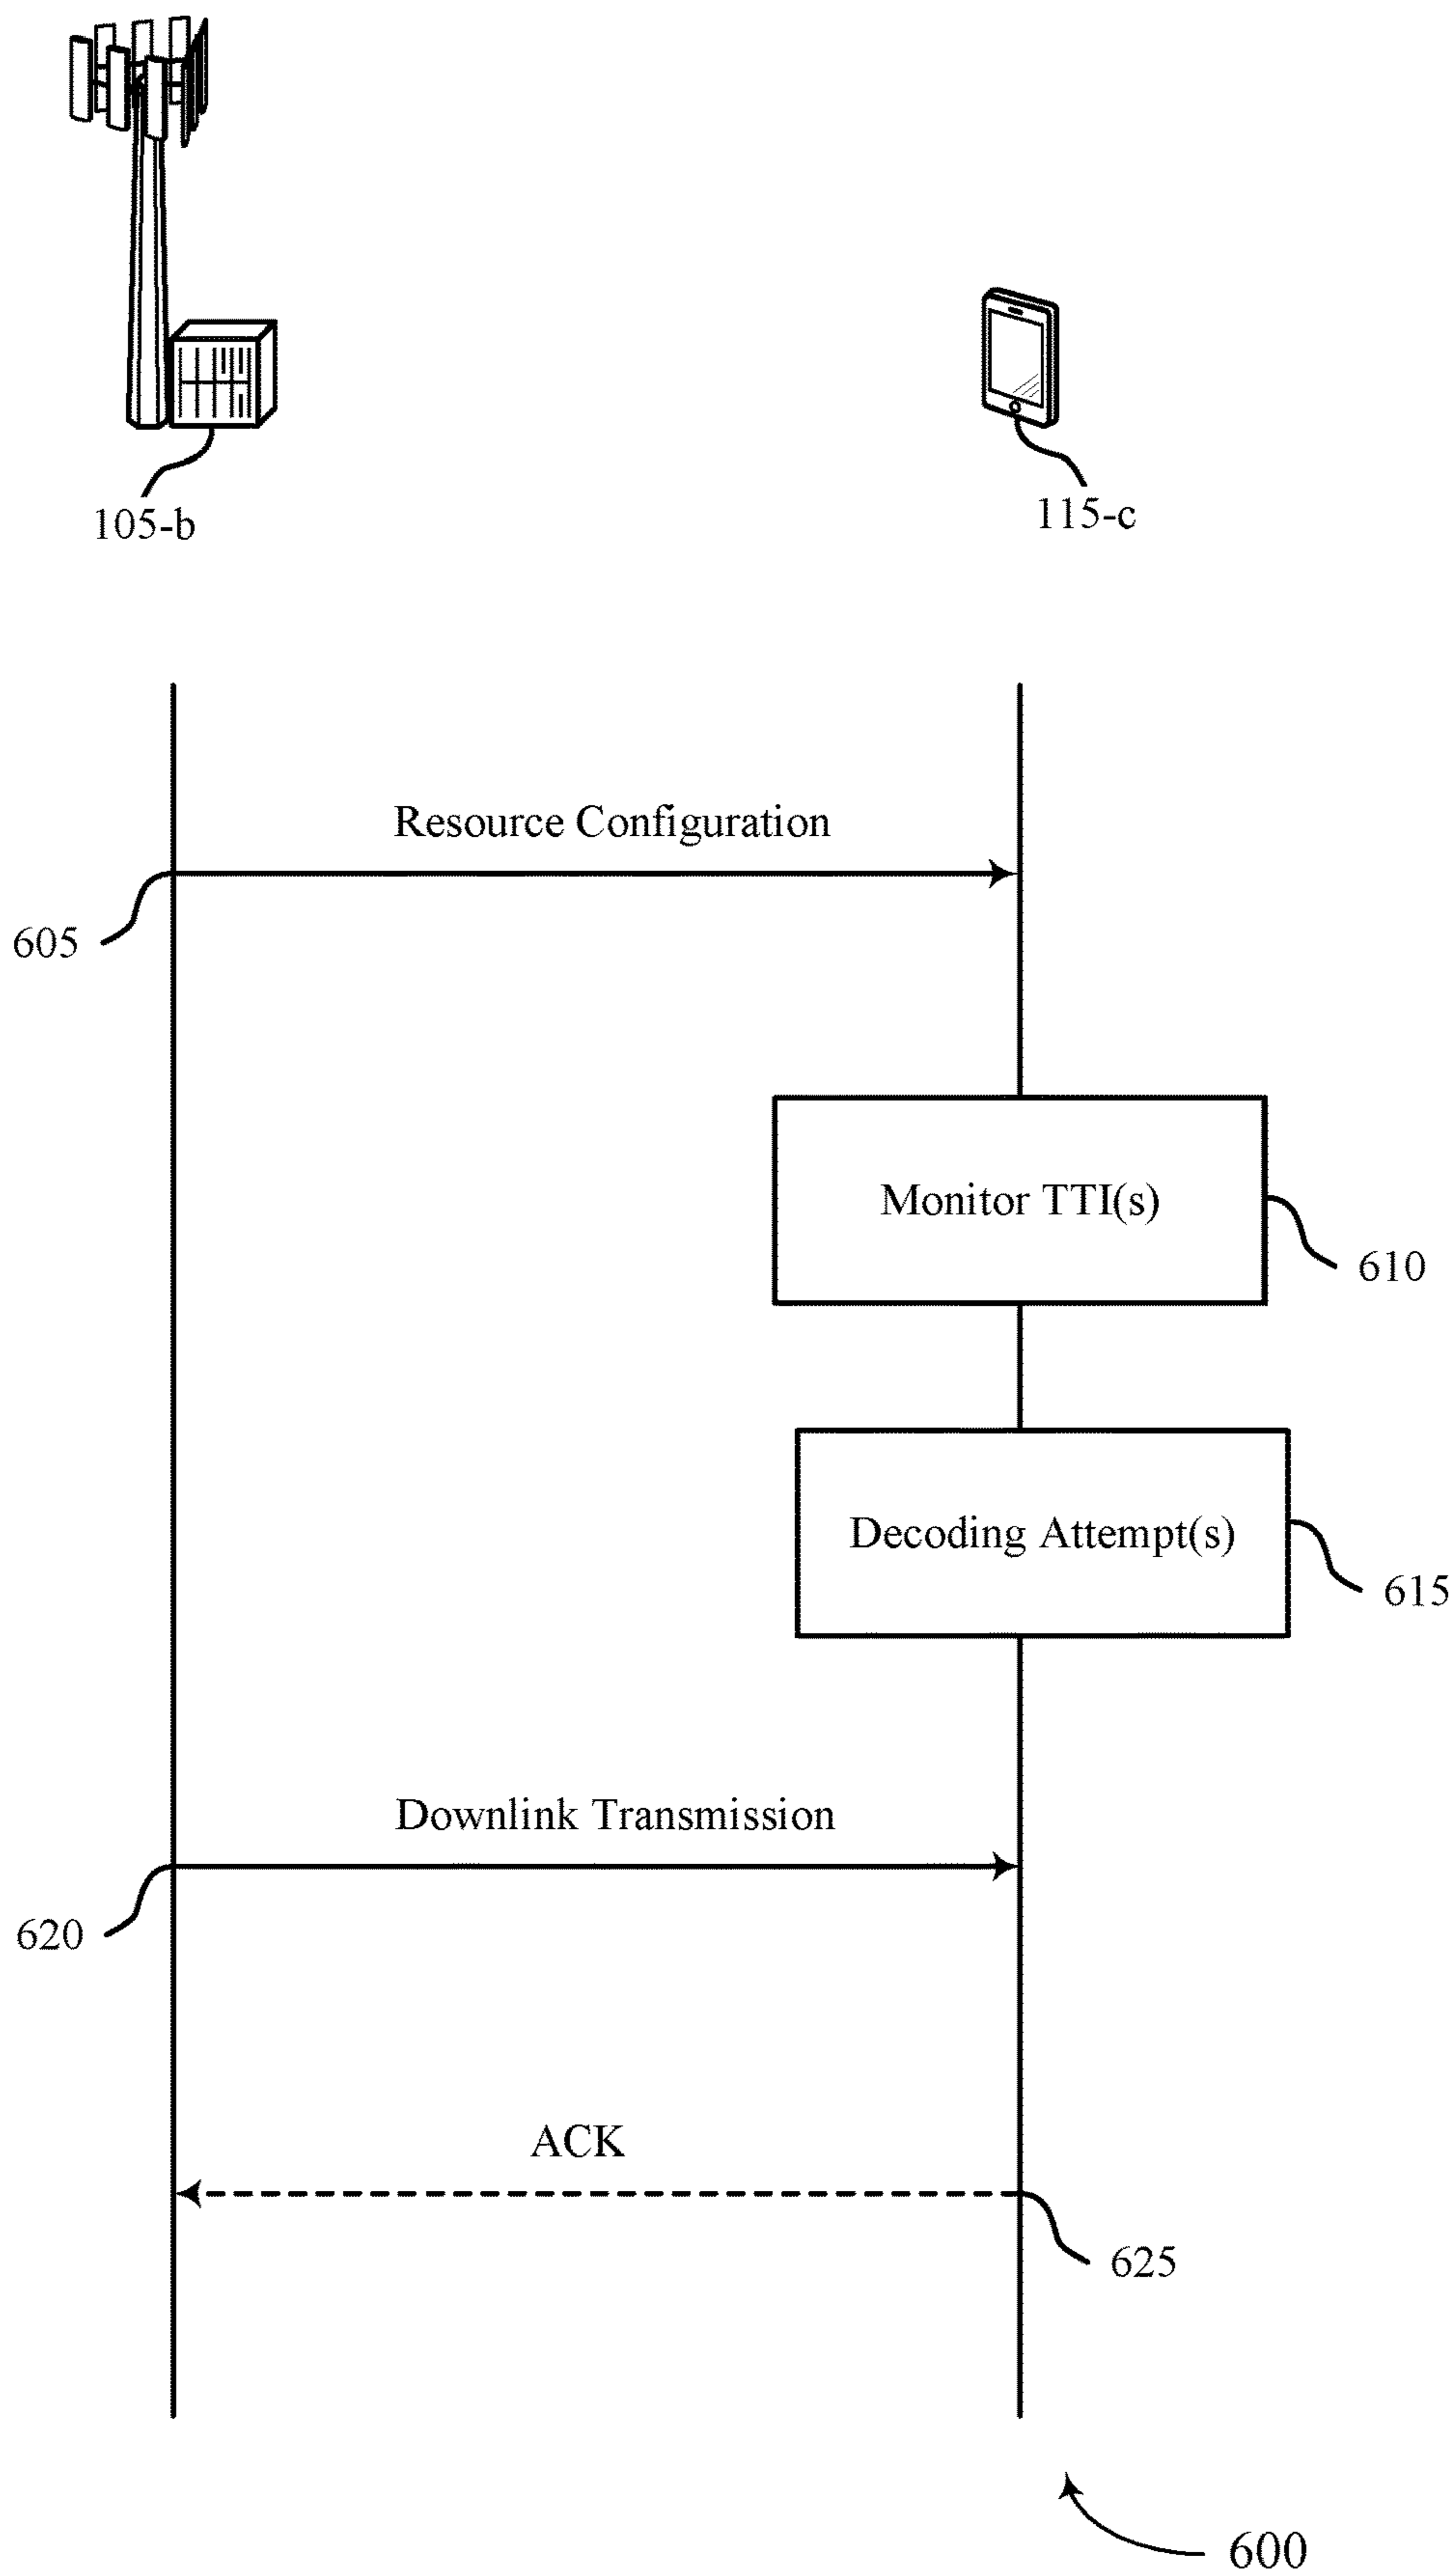 105-b
115-c
Resource Configuration
605
Monitor TTI(s)
610
Decoding Attempt(s)
615
Downlink Transmission
620
ACK
625
600